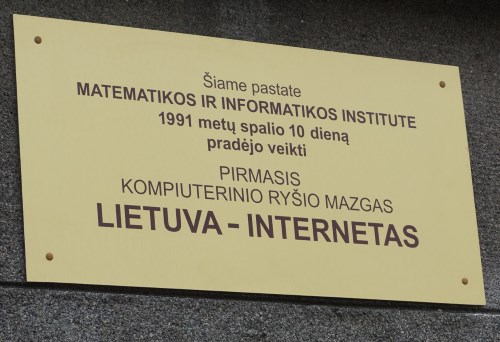 Šiame pastate
MATEMATIKOS IR INFORMATIKOS INSTITUTE
1991 metų spalio 10 dieną
pradėjo veikti
PIRMASIS
KOMPIUTERINIO RYŠIO MAZGAS
LIETUVA - INTERNETAS